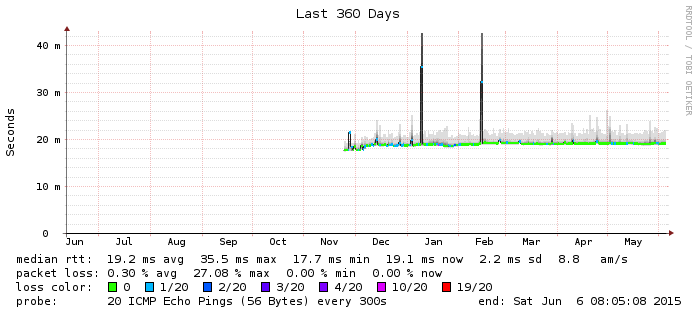 Last 360 Days
RRDTOOL / TOBI OETIKER
Seconds
40 m
30 m
20 m
10 m
0
Jun Jul Aug Sep Oct Nov Dec Jan Feb Mar Apr May
median rtt: 19.2 ms avg 35.5 ms max 17.7 ms min 19.1 ms now 2.2 ms sd 8.8 am/s
packet loss: 0.30 % avg 27.08 % max 0.00 % min 0.00 % now
loss color: 0 1/20 2/20 3/20 4/20 10/20 19/20
probe: 20 ICMP Echo Pings (56 Bytes) every 300s end: Sat Jun 6 08:05:08 2015